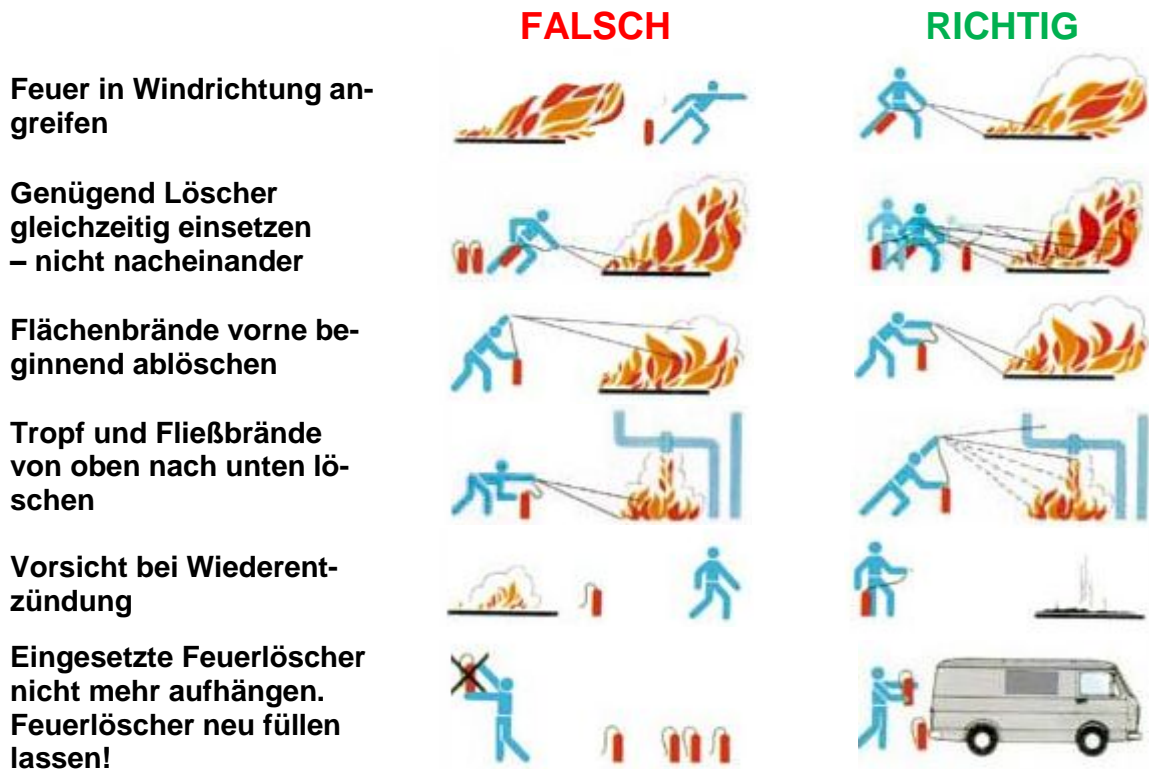 FALSCH RICHTIG
Feuer in Windrichtung an-
greifen
Genügend Löscher
gleichzeitig einsetzen
– nicht nacheinander
Flächenbrände vorne be-
ginnend ablöschen
Tropf und Fließbrände
von oben nach unten lö-
schen
Vorsicht bei Wiederent-
zündung
Eingesetzte Feuerlöscher
nicht mehr aufhängen.
Feuerlöscher neu füllen
lassen!